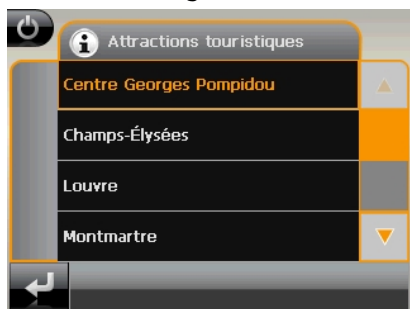 Attractions touristiques
Centre Georges Pompidou
Champs-Élysées
Louvre
Montmartre